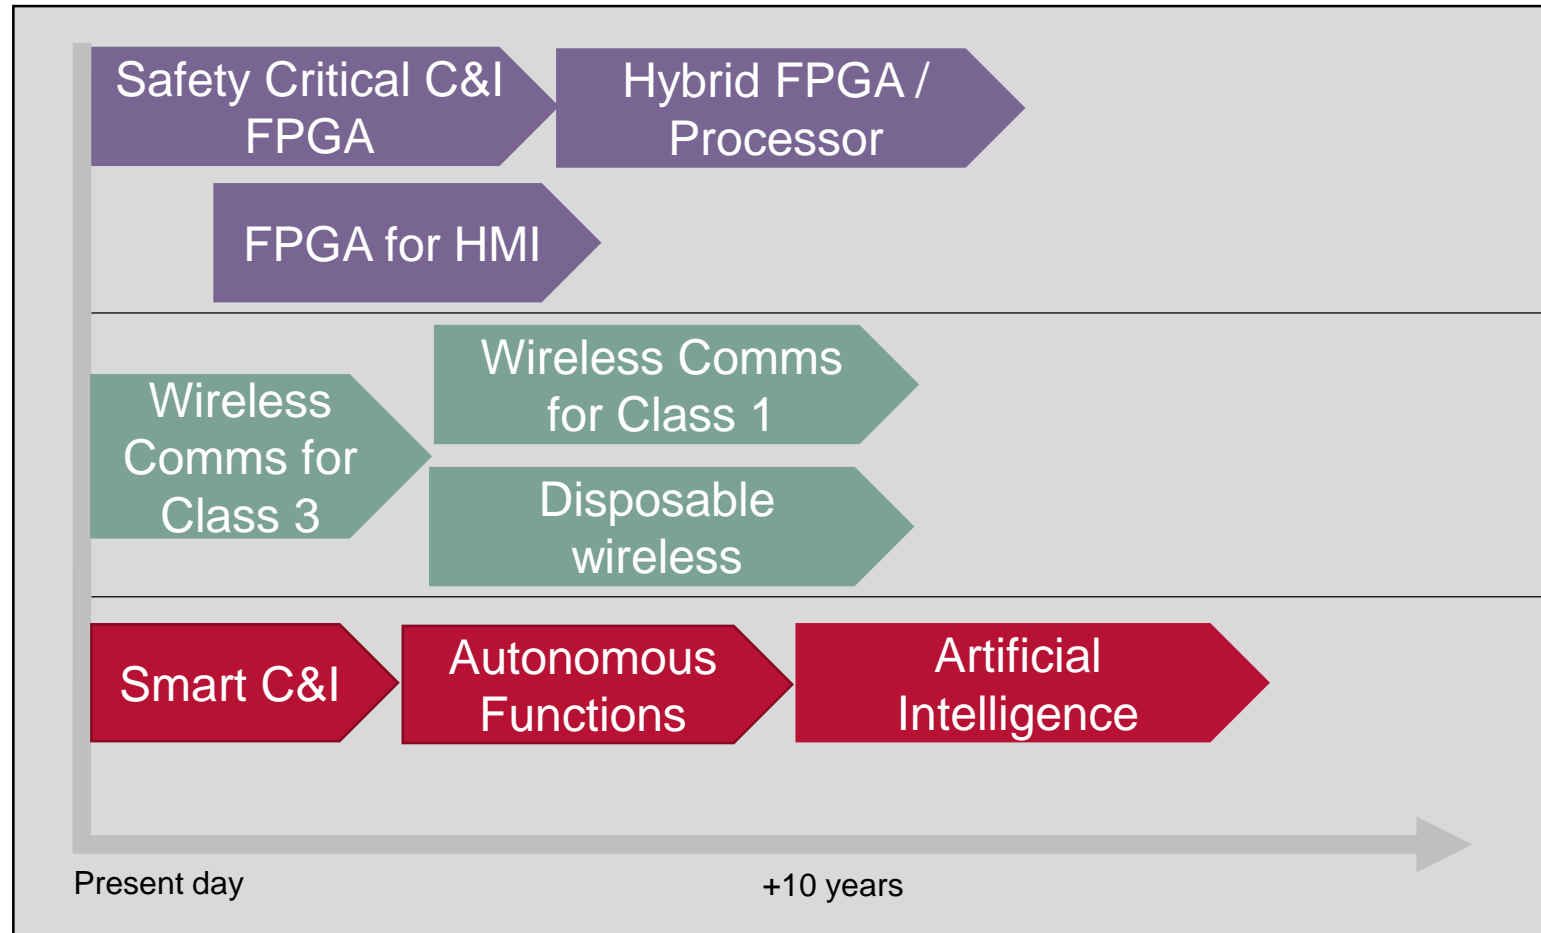 Safety Critical C&I
FPGA
Hybrid FPGA /
Processor
FPGA for HMI
Wireless
Comms for
Class 3
Wireless Comms
for Class 1
Disposable
wireless
Smart C&I
Autonomous
Functions
Artificial
Intelligence
Present day
+10 years